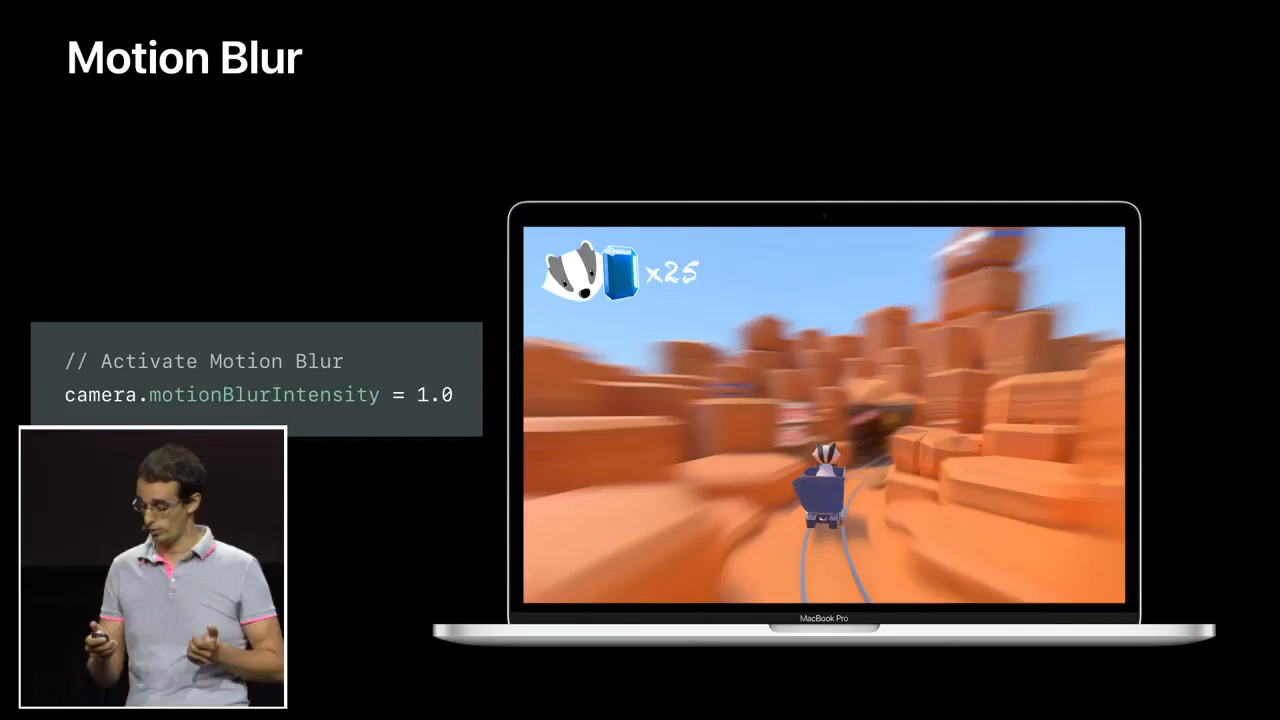 Motion Blur
x25
// Activate Motion Blur
camera.motionBlurIntensity = 1.0
MacBook Pro